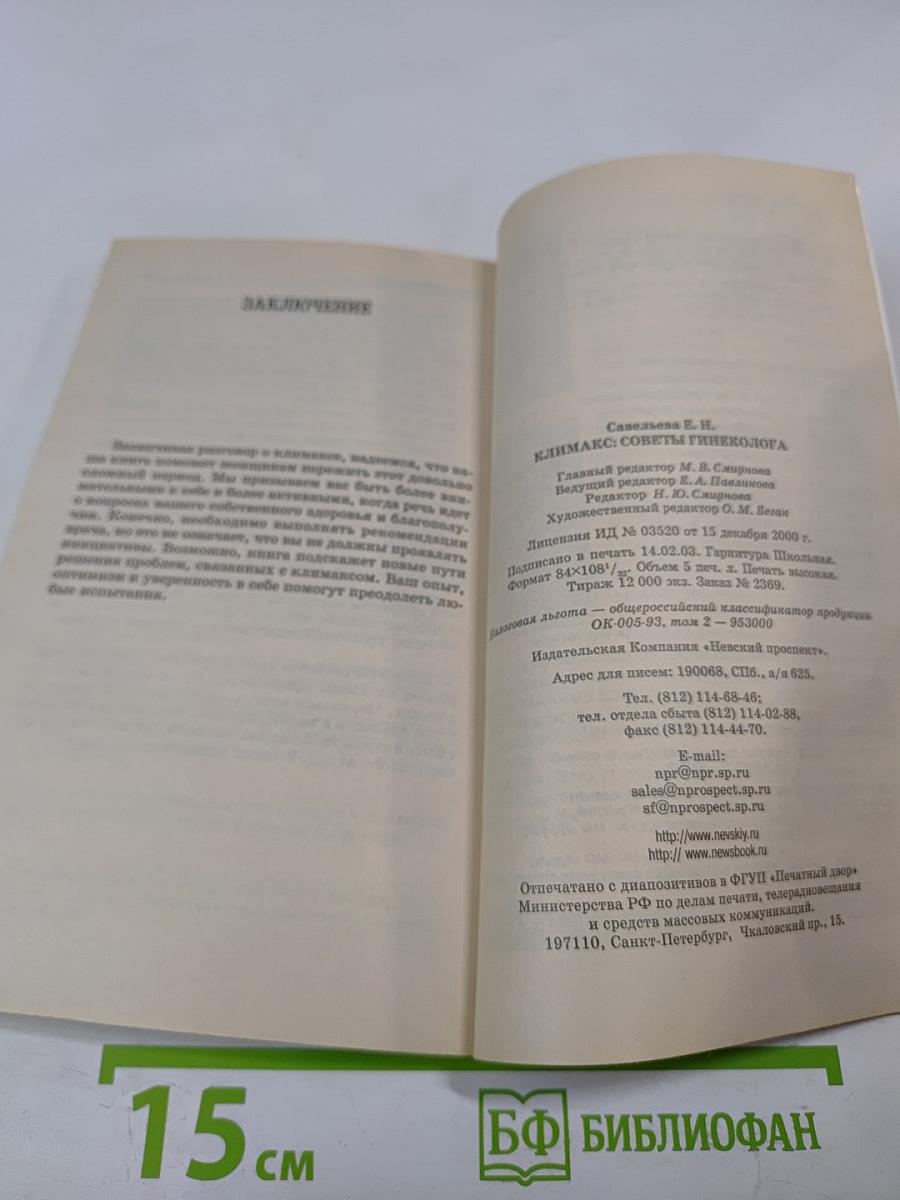 ЗАКЛЮЧЕНИЕ
Заканчивая разговор о климаксе, надеемся, что на-
ша книга поможет женщинам пережить этот довольно
сложный период. Мы призываем вас быть более вни-
мательными к себе и более активными, когда речь идет
о вопросах вашего собственного здоровья и благополу-
чия. Конечно, необходимо выполнять рекомендации
врача, но это не означает, что вы не должны проявлять
инициативы. Возможно, книга подскажет новые пути
решения проблем, связанных с климаксом. Ваш опыт,
оптимизм и уверенность в себе помогут преодолеть лю-
бые испытания.
Савельева Е. Н.
КЛИМАКС: СОВЕТЫ ГИНЕКОЛОГА
Главный редактор М. В. Смирнова
Ведущий редактор Е. А. Павлинова
Редактор Н. Ю. Смирнова
Художественный редактор О. М. Веган
Лицензия ИД № 03520 от 15 декабря 2000 г.
Подписано в печать 14.02.03. Гарнитура Школьная.
Формат 84×108¹/₃₂. Объем 5 печ. л. Печать высокая.
Тираж 12 000 экз. Заказ № 2369.
Налоговая льгота — общероссийский классификатор продукции
ОК-005-93, том 2 — 953000
Издательская Компания «Невский проспект».
Адрес для писем: 190068, СПб., а/я 625.
Тел. (812) 114-68-46;
тел. отдела сбыта (812) 114-02-88,
факс (812) 114-44-70.
E-mail:
npr@npr.sp.ru
sales@nprospect.sp.ru
sf@nprospect.sp.ru
http://www.nevskiy.ru
http:// www.newsbook.ru
Отпечатано с диапозитивов в ФГУП «Печатный двор»
Министерства РФ по делам печати, телерадиовещания
и средств массовых коммуникаций.
197110, Санкт-Петербург, Чкаловский пр., 15.
15 см
БФ БИБЛИОФАН